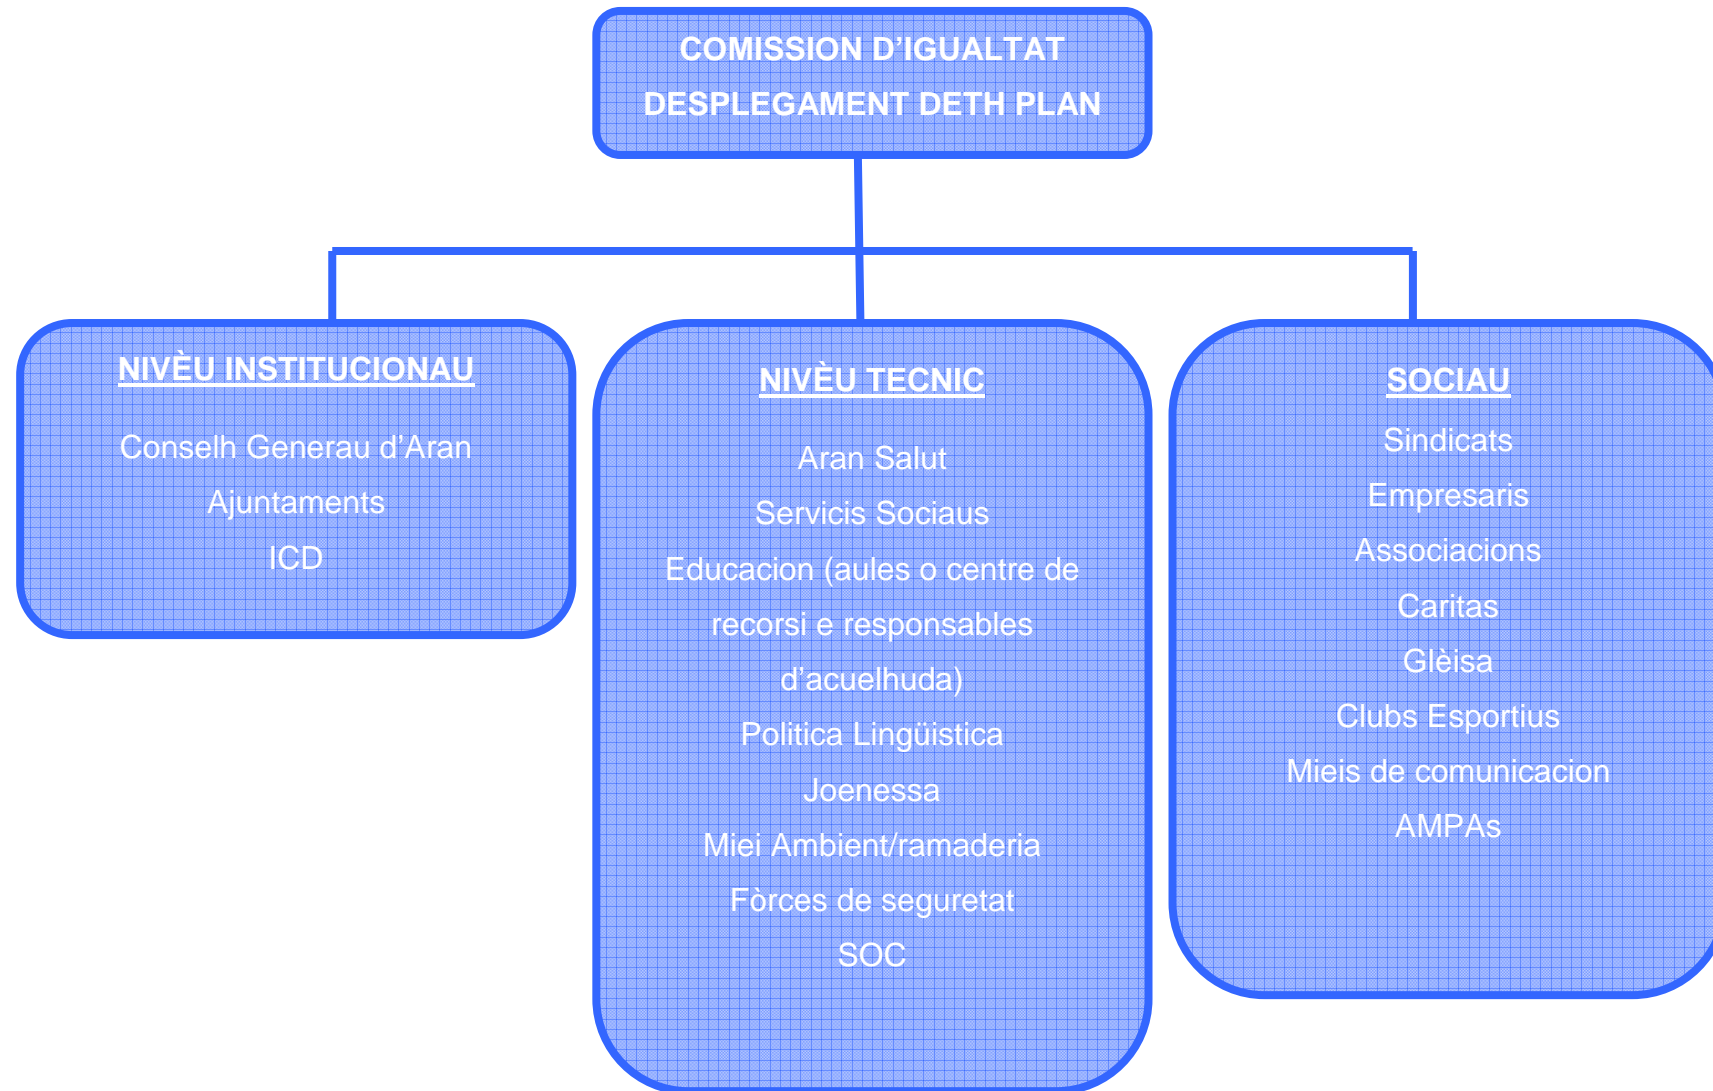 COMISSION D’IGUALTAT
DESPLEGAMENT DETH PLAN
NIVÈU INSTITUCIONAU
Conselh Generau d’Aran
Ajuntaments
ICD
NIVÈU TECNIC
Aran Salut
Servicis Sociaus
Educacion (aules o centre de
recorsi e responsables
d’acuelhuda)
Politica Lingüistica
Joenessa
Miei Ambient/ramaderia
Fòrces de seguretat
SOC
SOCIAU
Sindicats
Empresaris
Associacions
Caritas
Glèisa
Clubs Esportius
Mieis de comunicacion
AMPAs